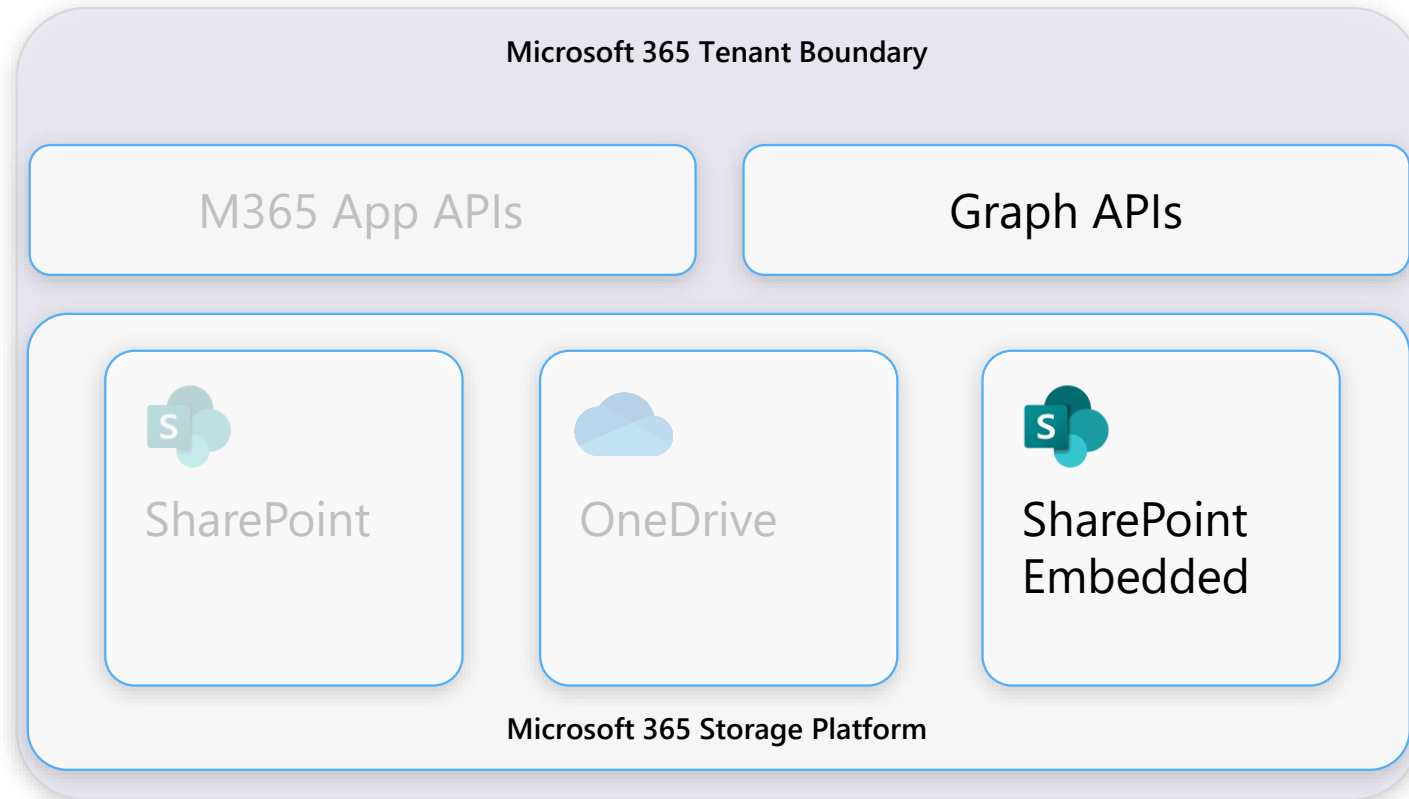 Microsoft 365 Tenant Boundary
M365 App APIs
Graph APIs
S
SharePoint
OneDrive
S
SharePoint
Embedded
Microsoft 365 Storage Platform